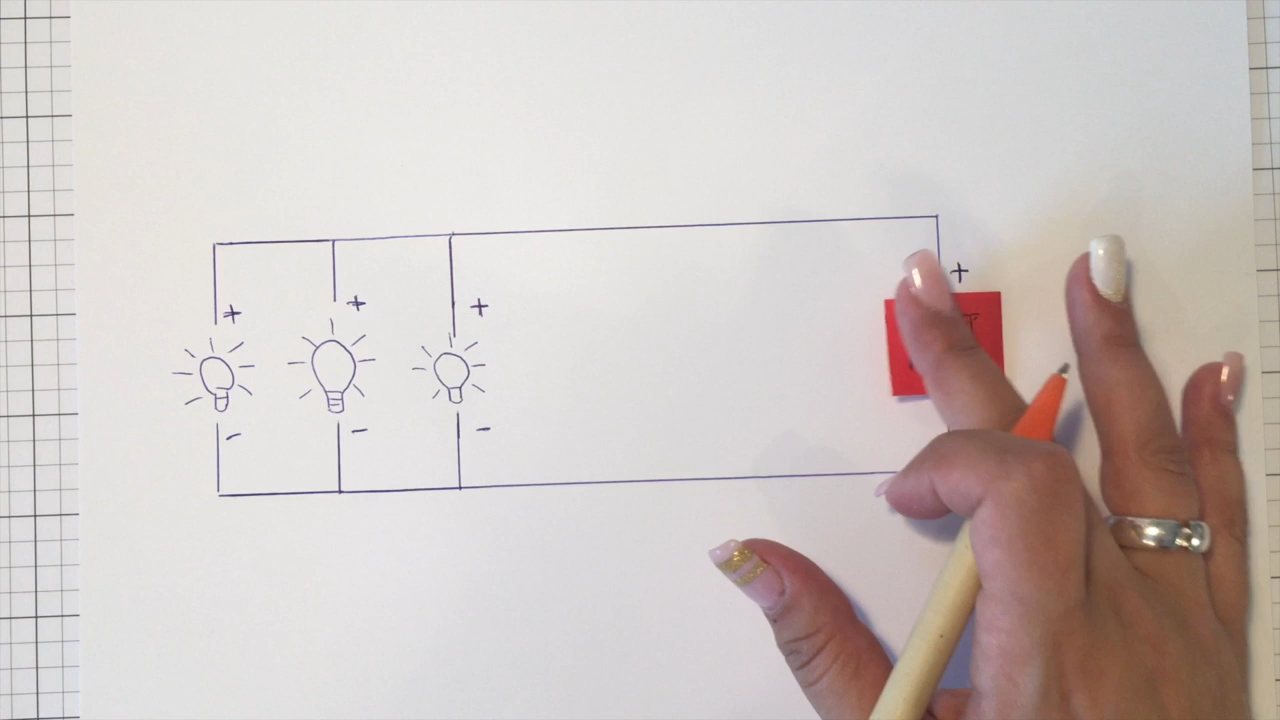 +
+ + +
- - -